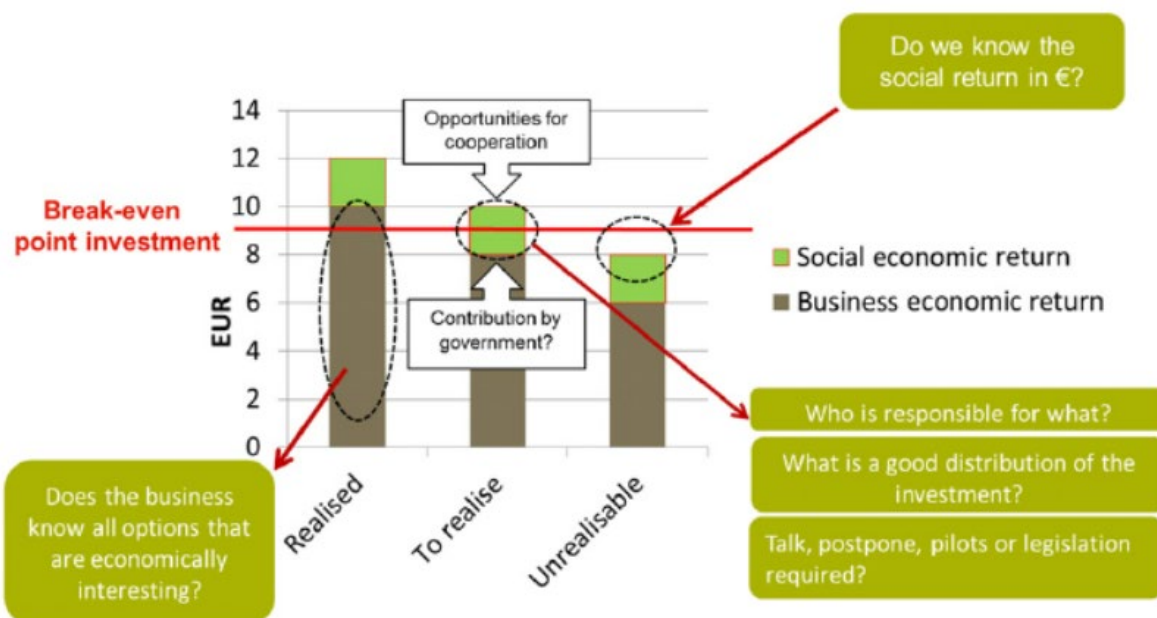 Do we know the
social return in €?
14
12
10
8
6
4
2
0
EUR
Break-even
point investment
Opportunities for
cooperation
Contribution by
government?
Social economic return
Business economic return
Realised
To realise
Unrealisable
Does the business
know all options that
are economically
interesting?
Who is responsible for what?
What is a good distribution of the
investment?
Talk, postpone, pilots or legislation
required?